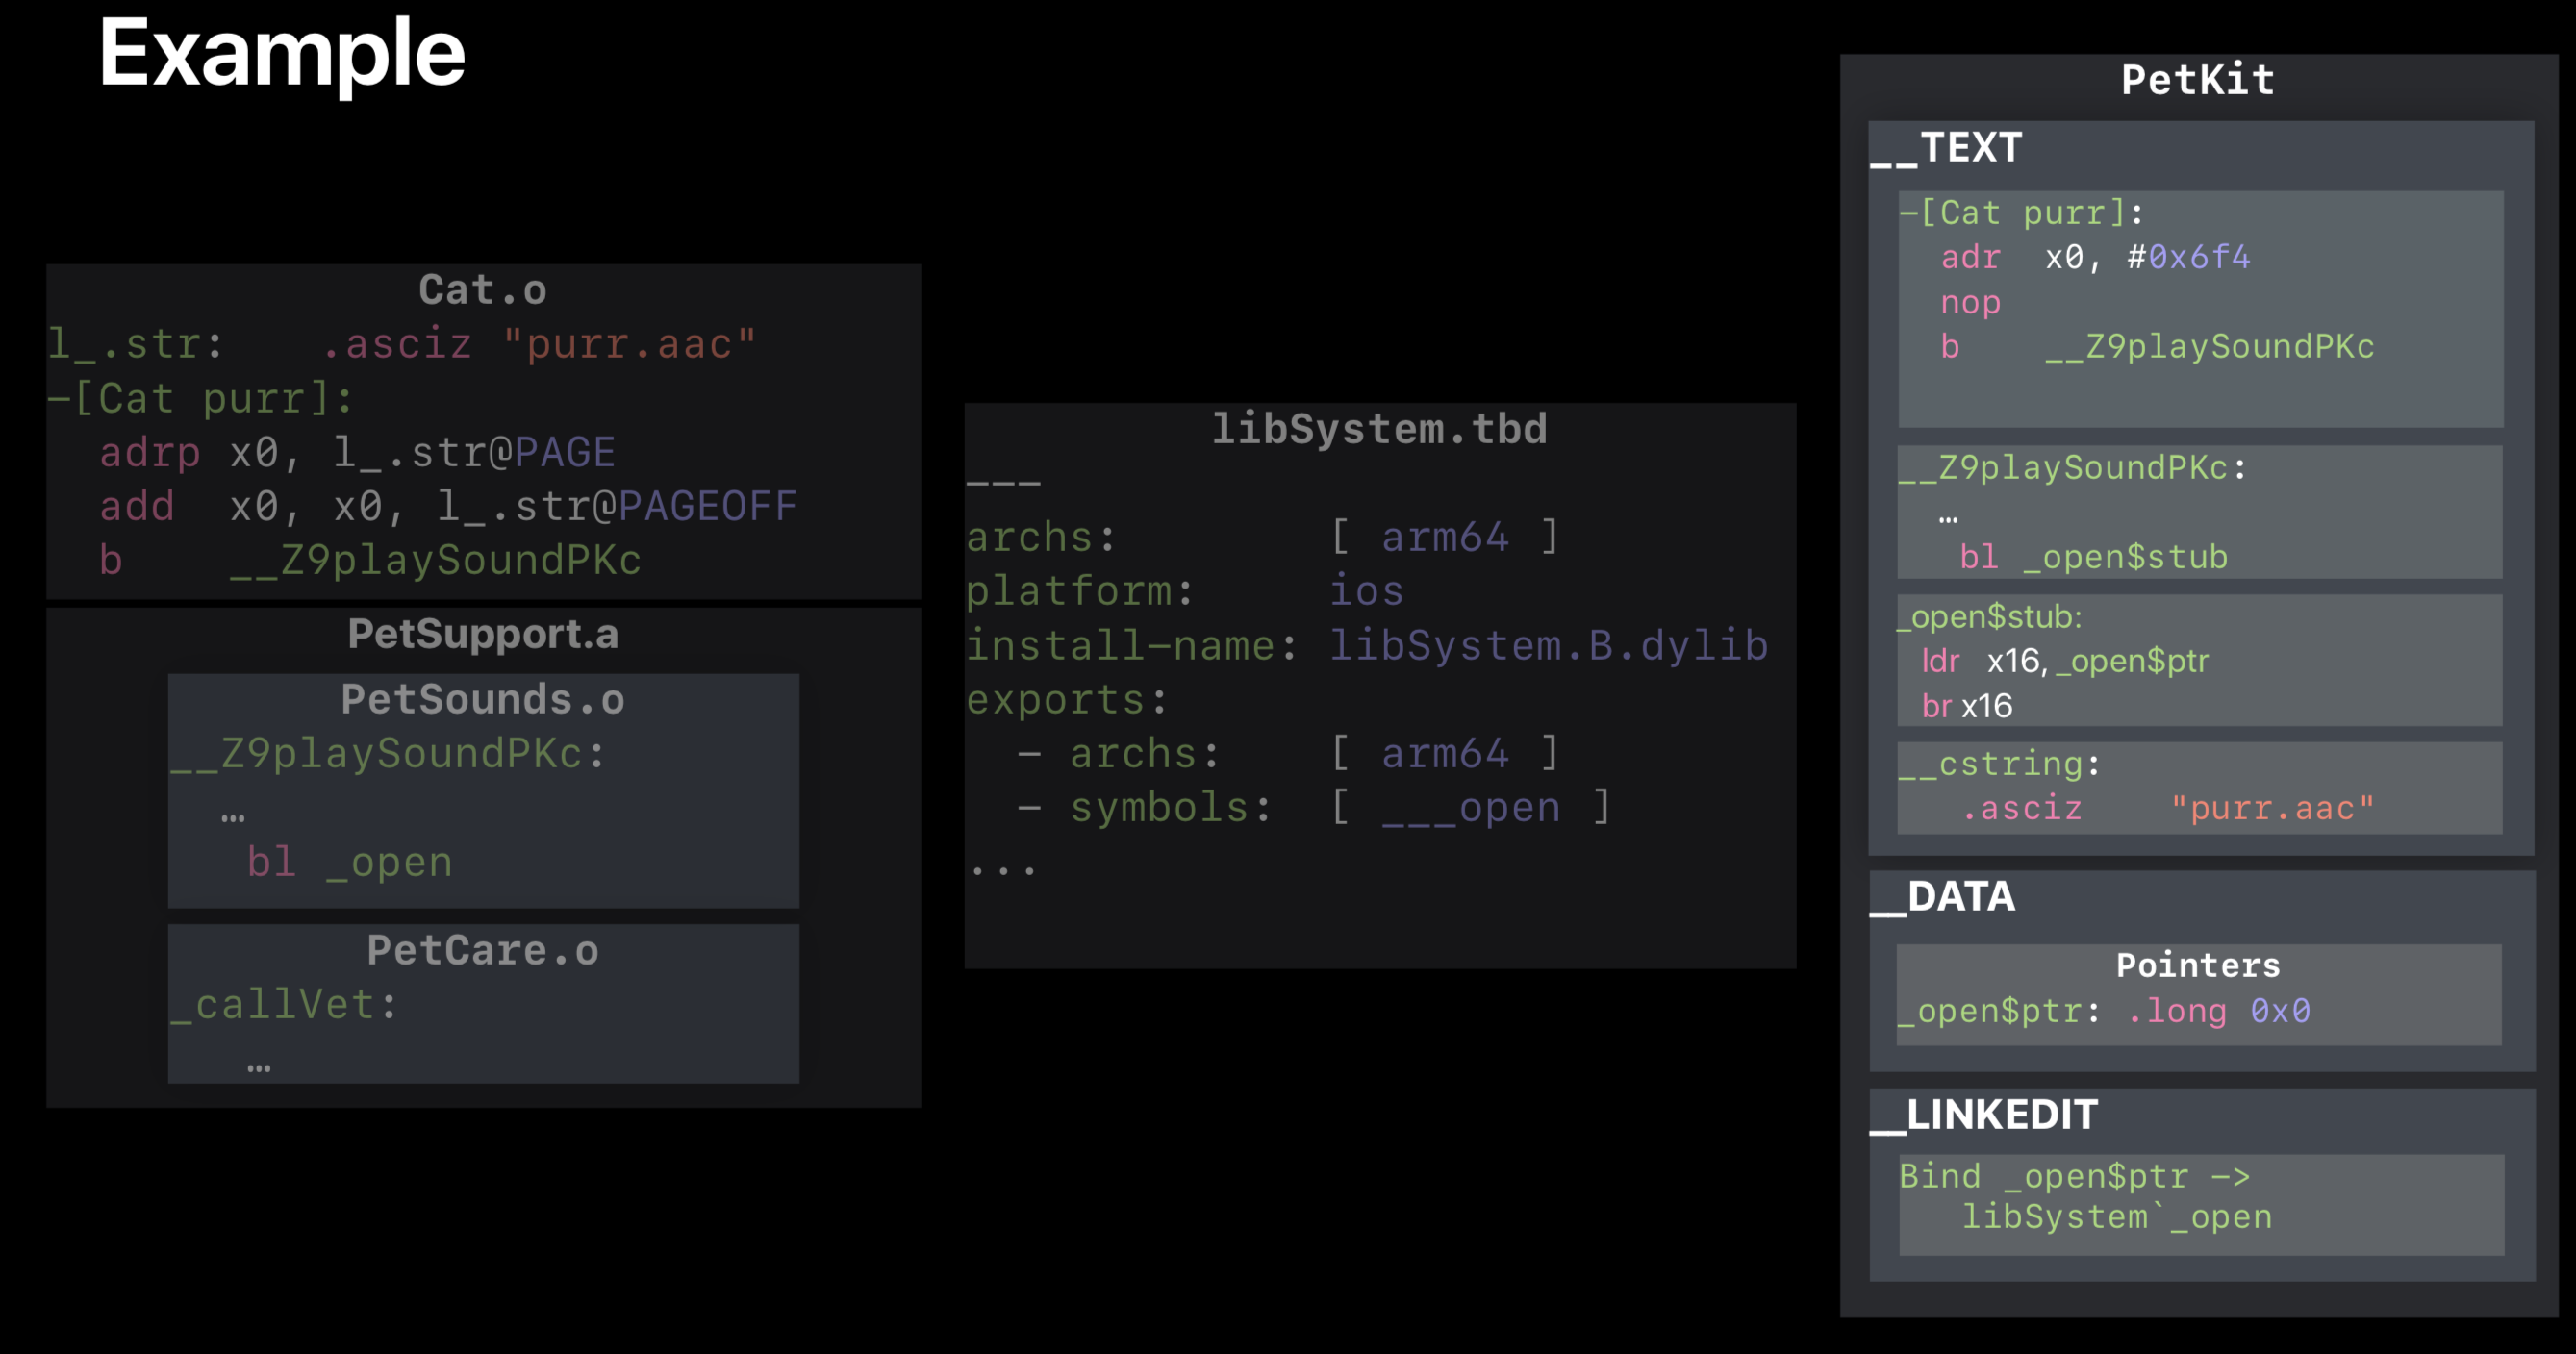 Example
Cat.o
l_.str:    .asciz "purr.aac"
-[Cat purr]:
  adrp x0, l_.str@PAGE
  add  x0, x0, l_.str@PAGEOFF
  b    __Z9playSoundPKc
PetSupport.a
PetSounds.o
__Z9playSoundPKc:
  …
   bl _open
PetCare.o
_callVet:
   …
libSystem.tbd
---
archs:        [ arm64 ]
platform:     ios
install-name: libSystem.B.dylib
exports:
  - archs:    [ arm64 ]
  - symbols:  [ ___open ]
...
PetKit
__TEXT
-[Cat purr]:
  adr  x0, #0x6f4
  nop
  b    __Z9playSoundPKc
__Z9playSoundPKc:
  …
   bl _open$stub
_open$stub:
  ldr x16, _open$ptr
  br x16
__cstring:
   .asciz    "purr.aac"
__DATA
Pointers
_open$ptr: .long 0x0
__LINKEDIT
Bind _open$ptr ->
   libSystem`_open